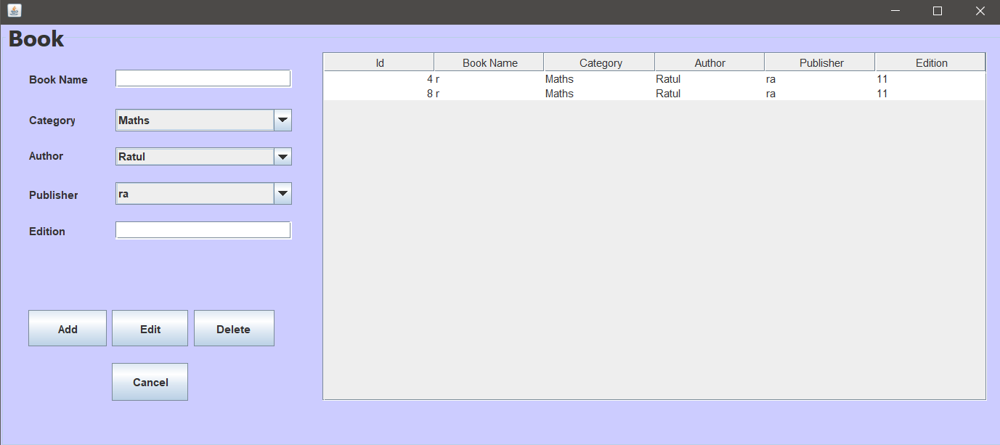 Book
Book Name
Category Maths
Author Ratul
Publisher ra
Edition
Add Edit Delete
Cancel
Id Book Name Category Author Publisher Edition
4 r Maths Ratul ra 11
8 r Maths Ratul ra 11